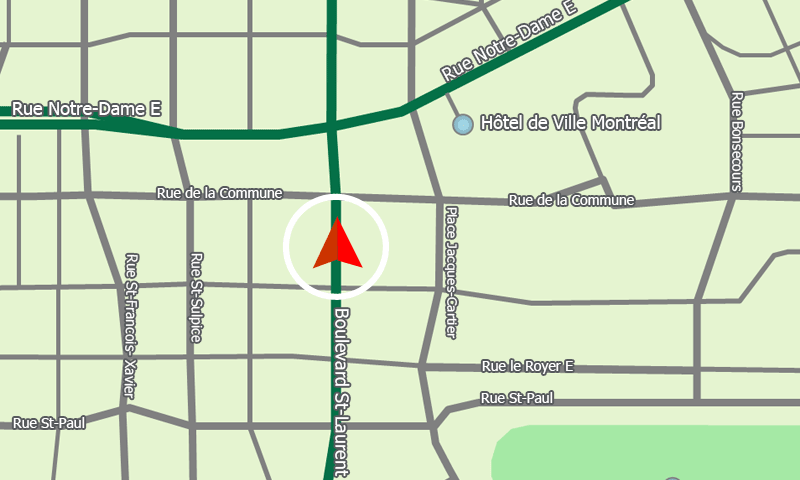 Rue Notre-Dame E
Rue Notre-Dame E
Hôtel de Ville Montréal
Rue Bonsecours
Rue de la Commune
Rue de la Commune
Place Jacques-Cartier
Rue St-Francois- Xavier
Rue St-Sulpice
Boulevard St-Laurent
Rue le Royer E
Rue St-Paul
Rue St-Paul